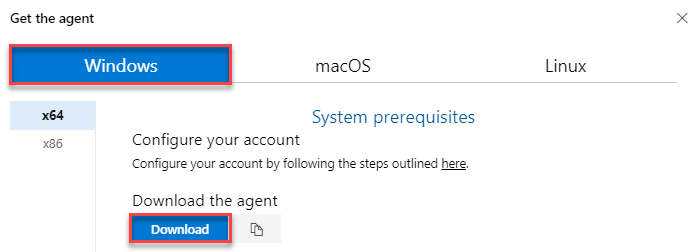 Get the agent
Windows macOS Linux
x64
System prerequisites
x86
Configure your account
Configure your account by following the steps outlined here.
Download the agent
Download